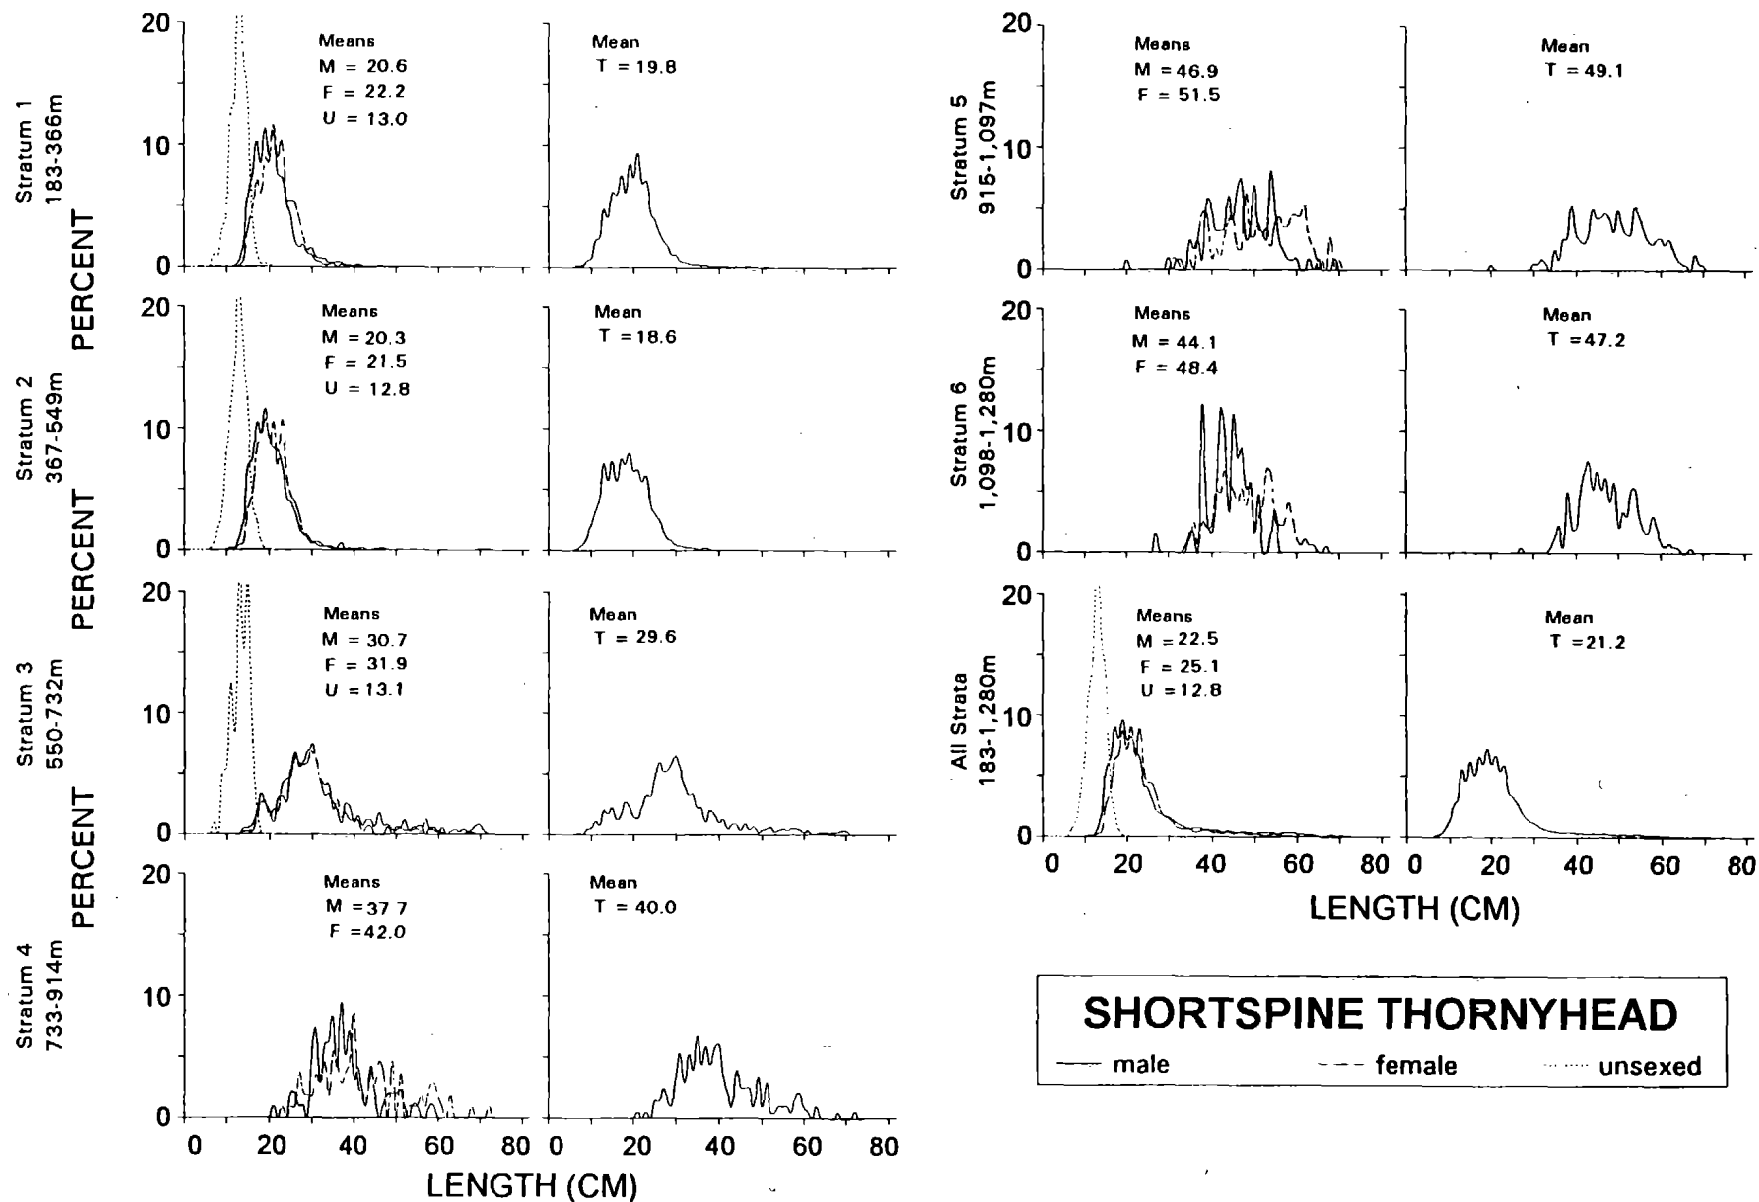 Stratum 1
183-366m
PERCENT
20
10
0
Means
M = 20.6
F = 22.2
U = 13.0
Mean
T = 19.8
Stratum 2
367-549m
PERCENT
20
10
0
Means
M = 20.3
F = 21.5
U = 12.8
Mean
T = 18.6
Stratum 3
550-732m
PERCENT
20
10
0
Means
M = 30.7
F = 31.9
U = 13.1
Mean
T = 29.6
Stratum 4
733-914m
PERCENT
20
10
0
Means
M = 37 7
F = 42.0
Mean
T = 40.0
0 20 40 60 80 0 20 40 60 80
LENGTH (CM)
Stratum 5
915-1,097m
20
10
0
Means
M = 46.9
F = 51.5
Mean
T = 49.1
Stratum 6
1,098-1,280m
20
10
0
Means
M = 44.1
F = 48.4
Mean
T = 47.2
All Strata
183-1,280m
20
10
0
Means
M = 22.5
F = 25.1
U = 12.8
Mean
T = 21.2
0 20 40 60 80 0 20 40 60 80
LENGTH (CM)
SHORTSPINE THORNYHEAD
male female unsexed